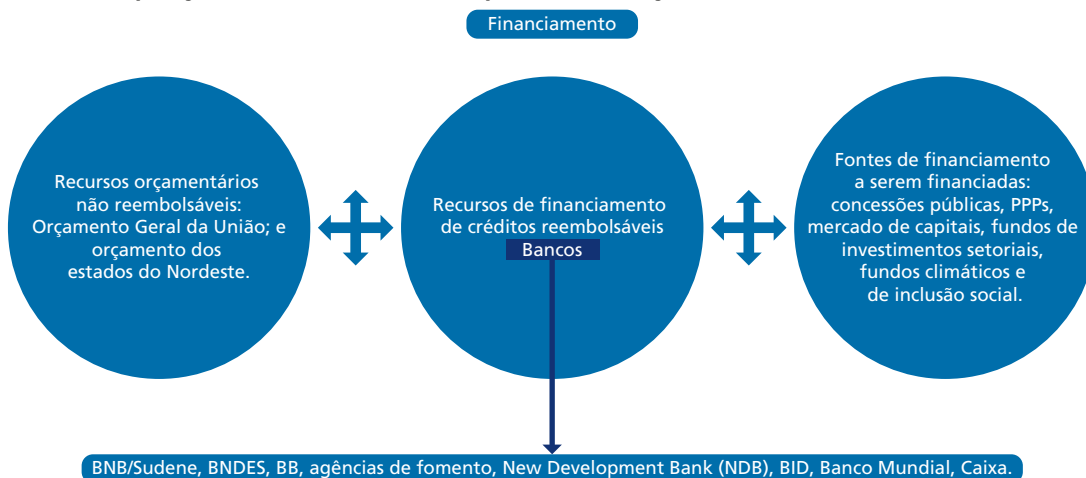 Financiamento
Recursos orçamentários
não reembolsáveis:
Orçamento Geral da União; e
orçamento dos
estados do Nordeste.
Recursos de financiamento
de créditos reembolsáveis
Bancos
Fontes de financiamento
a serem financiadas:
concessões públicas, PPPs,
mercado de capitais, fundos de
investimentos setoriais,
fundos climáticos e
de inclusão social.
BNB/Sudene, BNDES, BB, agências de fomento, New Development Bank (NDB), BID, Banco Mundial, Caixa.